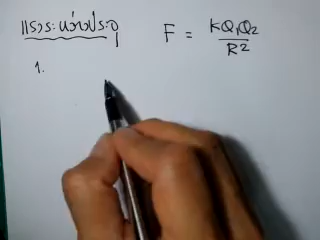 แรงระหว่างประจุ F = KQ₁Q₂/R²
1.